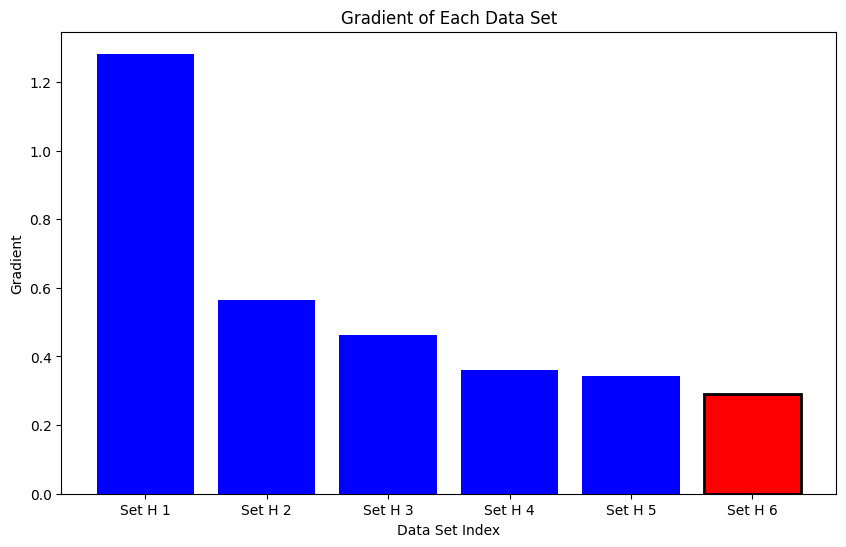 Gradient of Each Data Set
Gradient
1.2
1.0
0.8
0.6
0.4
0.2
0.0
Set H 1 Set H 2 Set H 3 Set H 4 Set H 5 Set H 6
Data Set Index